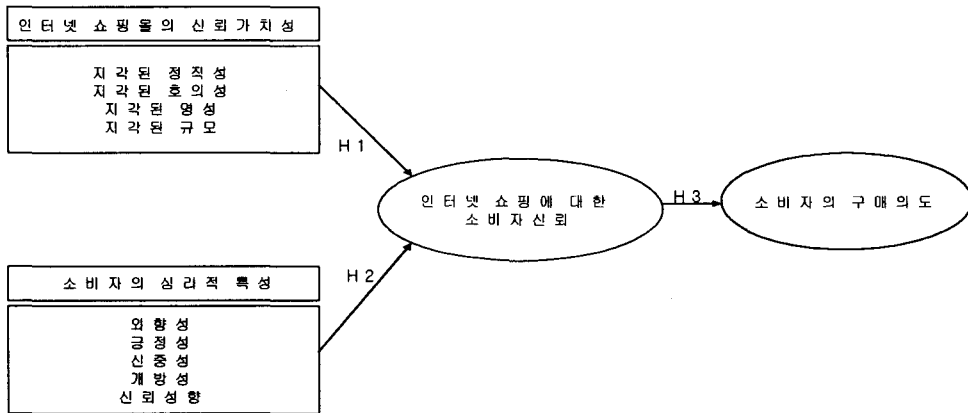 인터넷 쇼핑몰의 신뢰가치성
지각된 정직성
지각된 호의성
지각된 명성
지각된 규모
H1
인터넷 쇼핑에 대한
소비자신뢰
H3
소비자의 구매의도
H2
소비자의 심리적 특성
외향성
긍정성
신중성
개방성
신뢰성향